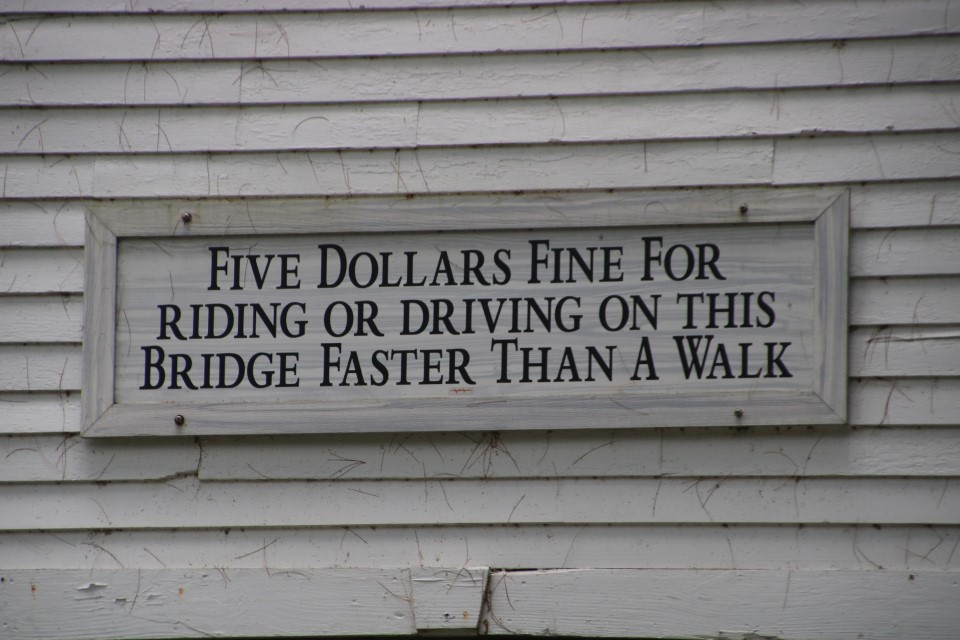 FIVE DOLLARS FINE FOR
RIDING OR DRIVING ON THIS
BRIDGE FASTER THAN A WALK